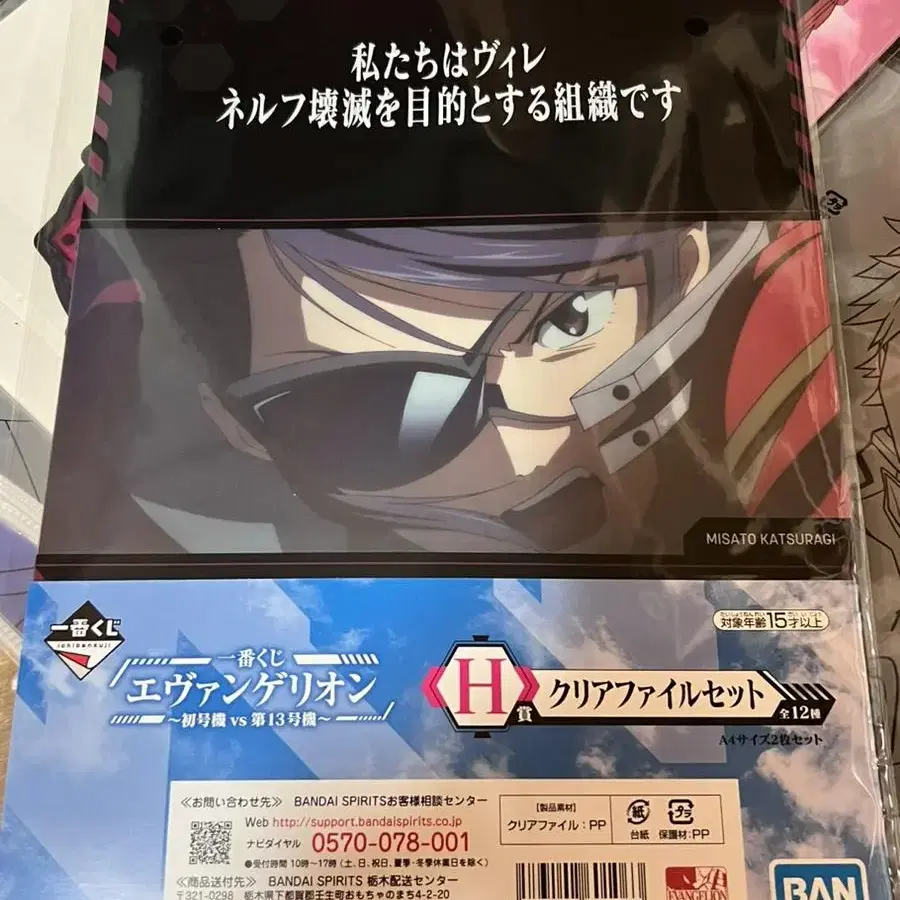 私たちはヴィレ
ネルフ壊滅を目的とする組織です
MISATO KATSURAGI
一番くじ
ichibankuji
対象年齢15才以上
一番くじ
エヴァンゲリオン
～初号機 vs 第13号機～
H賞
クリアファイルセット
全12種
A4サイズ2枚セット
≪お問い合わせ先≫ BANDAI SPIRITSお客様相談センター
Web http://support.bandaispirits.co.jp
ナビダイヤル 0570-078-001
●受付時間 10時～17時 (土、日、祝日、夏季・冬季休業日を除く)
≪商品送付先≫ BANDAI SPIRITS 栃木配送センター
〒321-0298 栃木県下都賀郡壬生町おもちゃのまち4-2-20
【製品素材】
クリアファイル：PP
紙
台紙
プラ
保護材：PP
EVANGELION
BAN